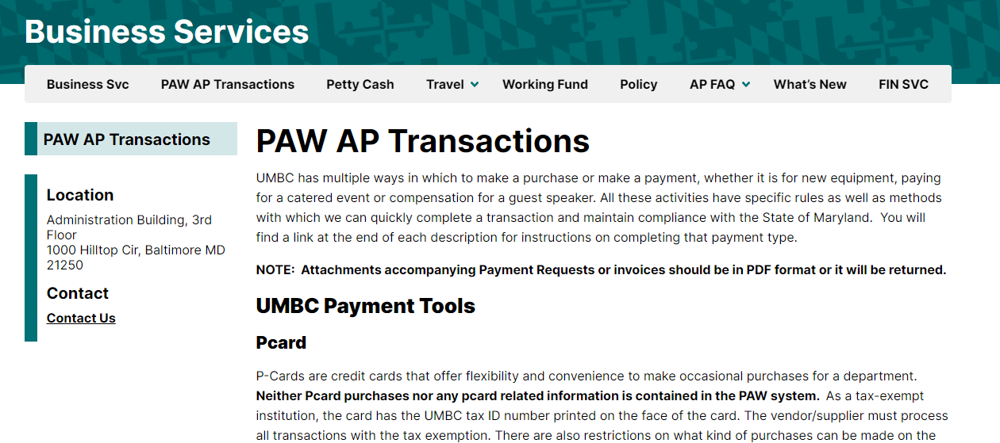 Business Services
Business Svc PAW AP Transactions Petty Cash Travel Working Fund Policy AP FAQ What's New FIN SVC
PAW AP Transactions
Location
Administration Building, 3rd
Floor
1000 Hilltop Cir, Baltimore MD
21250
Contact
Contact Us
PAW AP Transactions
UMBC has multiple ways in which to make a purchase or make a payment, whether it is for new equipment, paying
for a catered event or compensation for a guest speaker. All these activities have specific rules as well as methods
with which we can quickly complete a transaction and maintain compliance with the State of Maryland.  You will
find a link at the end of each description for instructions on completing that payment type.
NOTE:  Attachments accompanying Payment Requests or invoices should be in PDF format or it will be returned.
UMBC Payment Tools
Pcard
P-Cards are credit cards that offer flexibility and convenience to make occasional purchases for a department.
Neither Pcard purchases nor any pcard related information is contained in the PAW system.  As a tax-exempt
institution, the card has the UMBC tax ID number printed on the face of the card. The vendor/supplier must process
all transactions with the tax exemption. There are also restrictions on what kind of purchases can be made on the